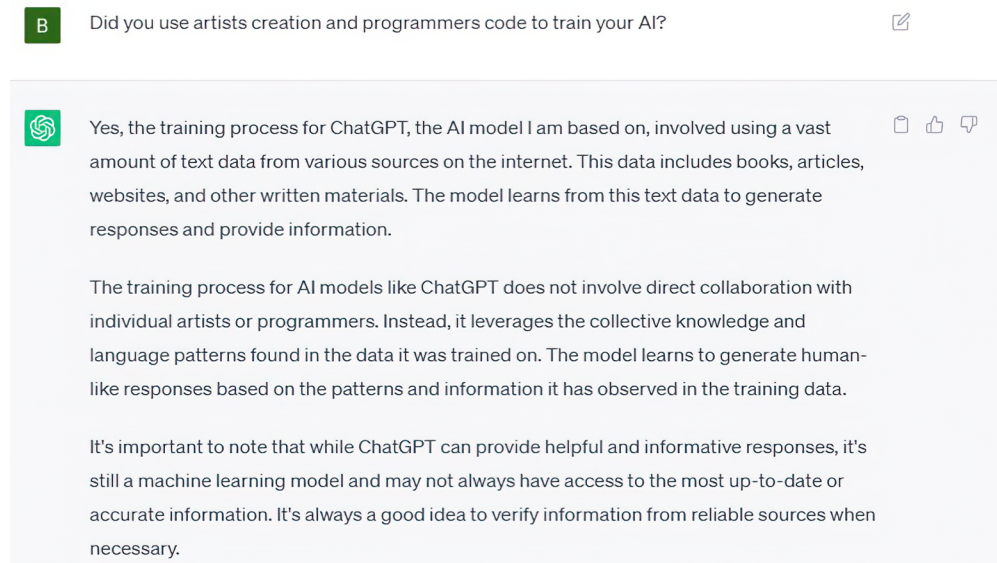 B
Did you use artists creation and programmers code to train your AI?
Yes, the training process for ChatGPT, the AI model I am based on, involved using a vast
amount of text data from various sources on the internet. This data includes books, articles,
websites, and other written materials. The model learns from this text data to generate
responses and provide information.
The training process for AI models like ChatGPT does not involve direct collaboration with
individual artists or programmers. Instead, it leverages the collective knowledge and
language patterns found in the data it was trained on. The model learns to generate human-
like responses based on the patterns and information it has observed in the training data.
It's important to note that while ChatGPT can provide helpful and informative responses, it's
still a machine learning model and may not always have access to the most up-to-date or
accurate information. It's always a good idea to verify information from reliable sources when
necessary.